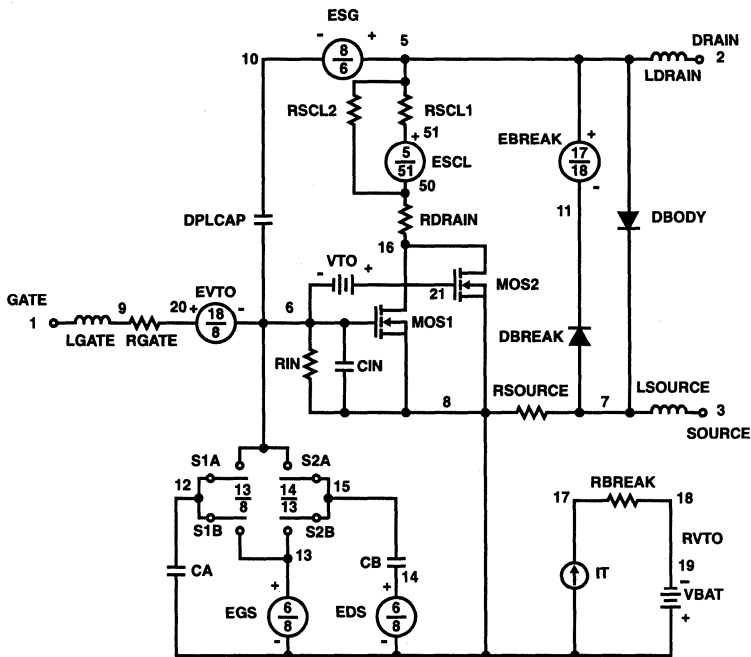 ESG
- 8/6 +
10
5
DRAIN
2
LDRAIN
RSCL2
RSCL1
+ 51
5/51
ESCL
50
RDRAIN
EBREAK
+
17/18
-
11
DBODY
DPLCAP
16
- VTO +
21
MOS2
GATE
1
9
LGATE
RGATE
20 +
EVTO
18/8
-
6
MOS1
DBREAK
RIN
CIN
8
RSOURCE
7
LSOURCE
3
SOURCE
S1A
S2A
12
13/8
14/13
15
S1B
S2B
13
CA
CB
14
+
EGS
6/8
-
+
EDS
6/8
-
17
RBREAK
18
RVTO
IT
19
-
VBAT
+